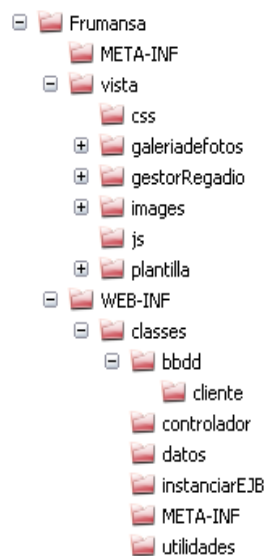 Frumansa
META-INF
vista
css
galeriadefotos
gestorRegadio
images
js
plantilla
WEB-INF
classes
bbdd
cliente
controlador
datos
instanciarEJB
META-INF
utilidades